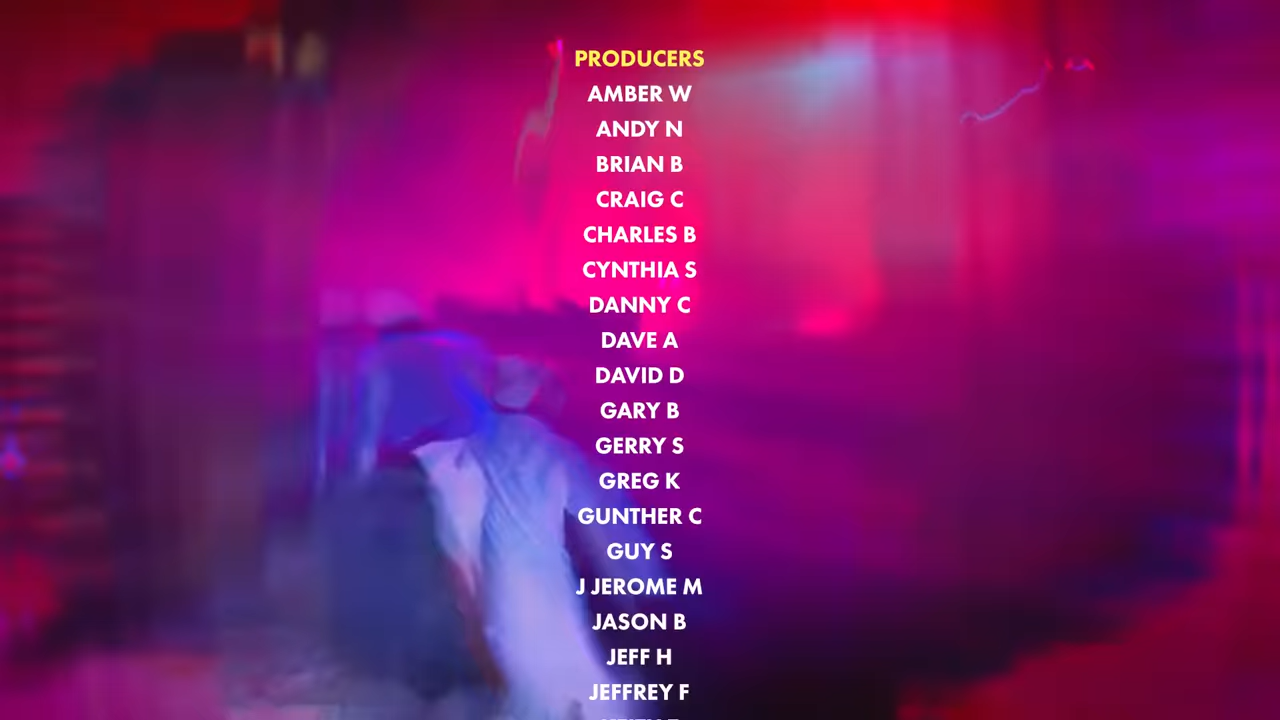 PRODUCERS
AMBER W
ANDY N
BRIAN B
CRAIG C
CHARLES B
CYNTHIA S
DANNY C
DAVE A
DAVID D
GARY B
GERRY S
GREG K
GUNTHER C
GUY S
J JEROME M
JASON B
JEFF H
JEFFREY F